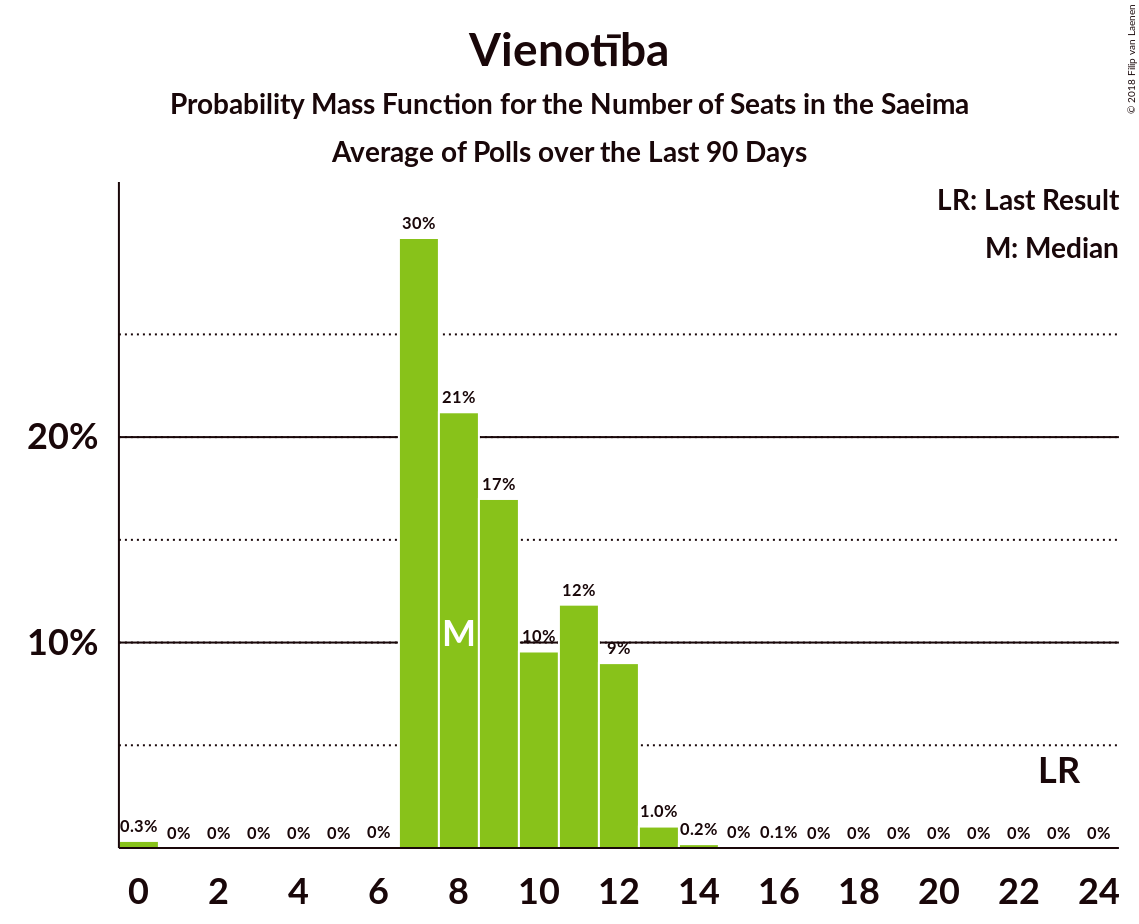 Vienotība
Probability Mass Function for the Number of Seats in the Saeima
Average of Polls over the Last 90 Days
© 2018 Filip van Laenen
LR: Last Result
M: Median
30%
21%
20%
17%
12%
10%
10%
9%
M
LR
0.3% 0% 0% 0% 0% 0% 0% 1.0% 0.2% 0% 0.1% 0% 0% 0% 0% 0% 0% 0% 0%
0 2 4 6 8 10 12 14 16 18 20 22 24